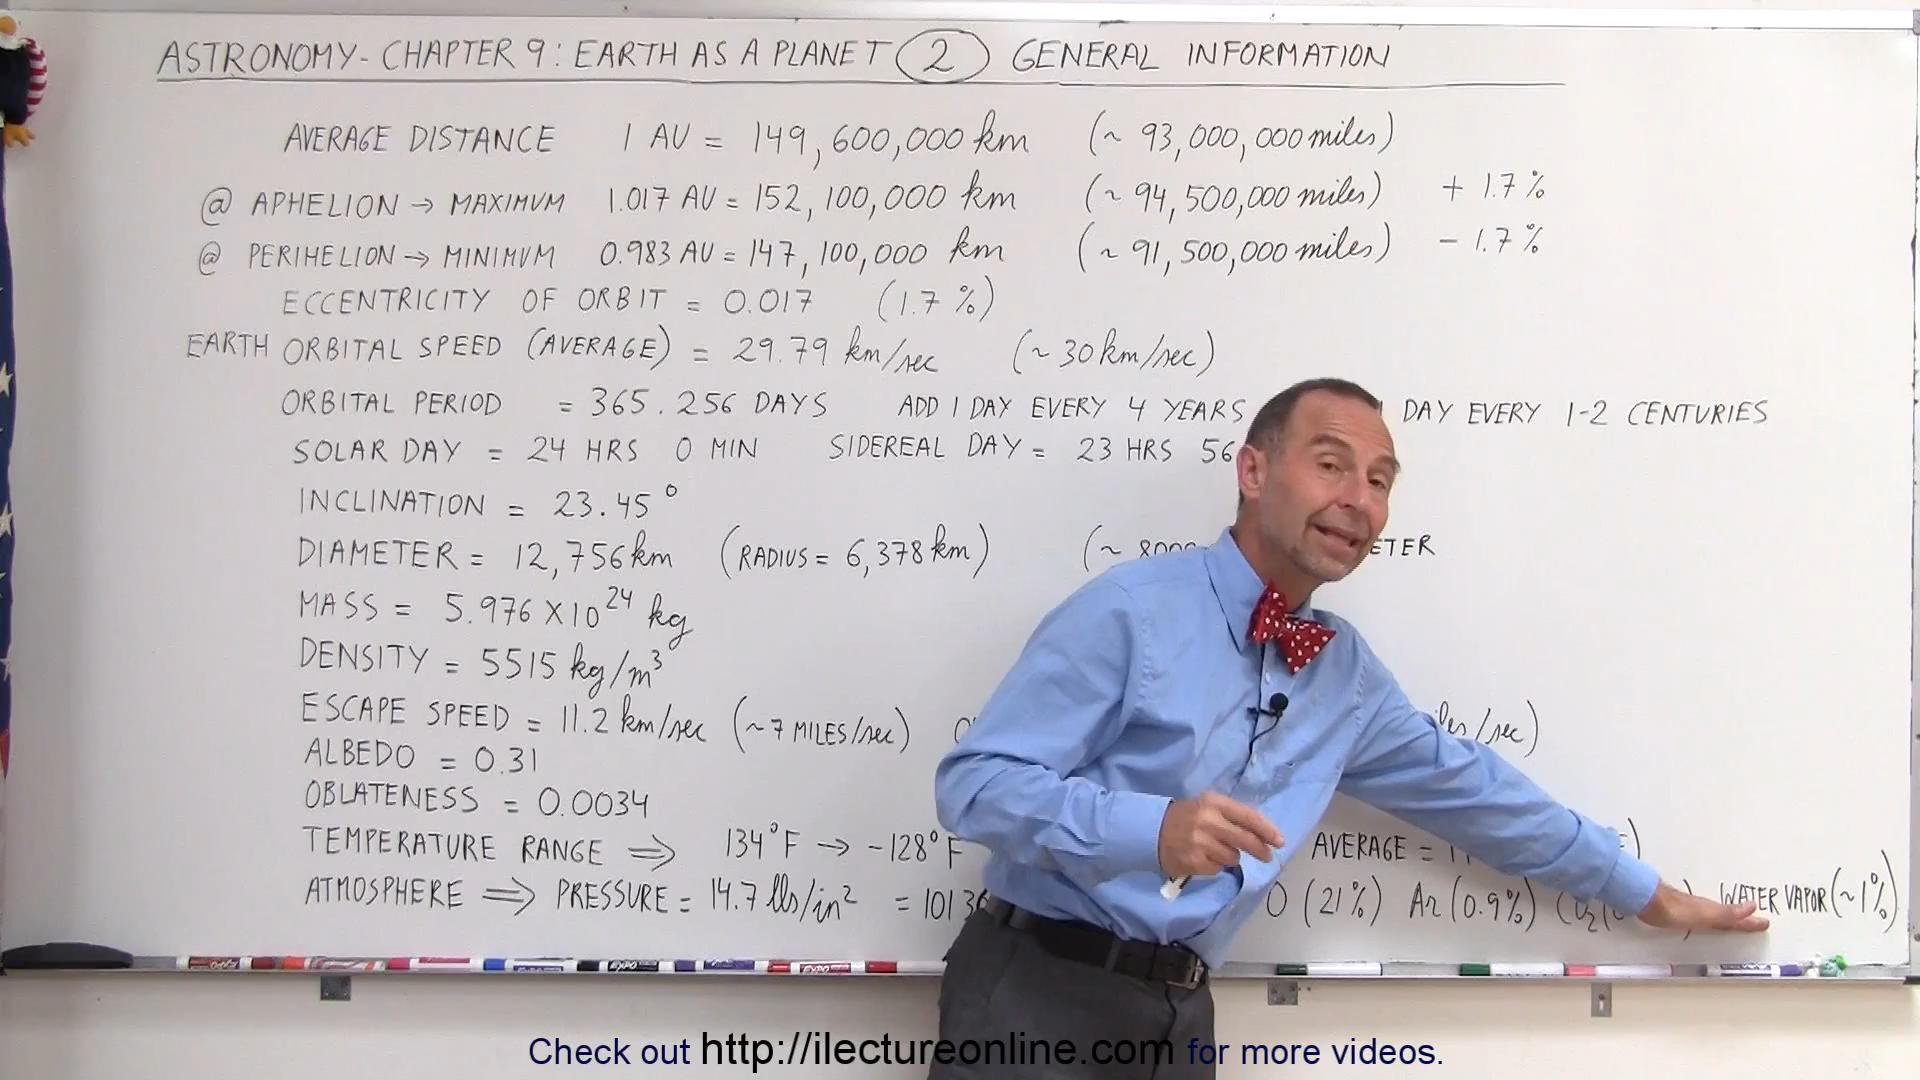 ASTRONOMY - CHAPTER 9 : EARTH AS A PLANET 2 GENERAL INFORMATION
AVERAGE DISTANCE 1 AU = 149,600,000 km (~ 93,000,000 miles)
@ APHELION → MAXIMUM 1.017 AU = 152,100,000 km (~ 94,500,000 miles) + 1.7 %
@ PERIHELION → MINIMUM 0.983 AU = 147,100,000 km (~ 91,500,000 miles) - 1.7 %
ECCENTRICITY OF ORBIT = 0.017 (1.7 %)
EARTH ORBITAL SPEED (AVERAGE) = 29.79 km/sec (~ 30 km/sec)
ORBITAL PERIOD = 365.256 DAYS ADD 1 DAY EVERY 4 YEARS DAY EVERY 1-2 CENTURIES
SOLAR DAY = 24 HRS 0 MIN SIDEREAL DAY = 23 HRS 56
INCLINATION = 23.45°
DIAMETER = 12,756 km (RADIUS = 6,378 km) (~ 8000
MASS = 5.976 X 10²⁴ kg
DENSITY = 5515 kg/m³
ESCAPE SPEED = 11.2 km/sec (~7 MILES/sec) /sec)
ALBEDO = 0.31
OBLATENESS = 0.0034
TEMPERATURE RANGE ⇒ 134°F → -128°F AVERAGE =
ATMOSPHERE ⇒ PRESSURE = 14.7 lbs/in² = 1013 O (21%) Ar (0.9%) CO₂ WATER VAPOR (~1%)
Check out http://ilectureonline.com for more videos.